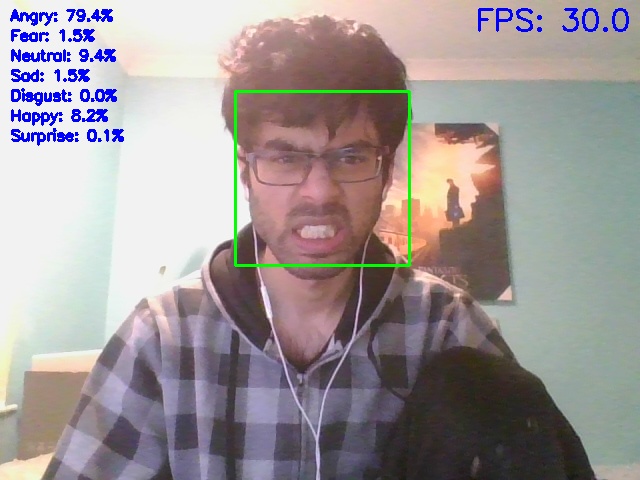 Angry: 79.4%
Fear: 1.5%
Neutral: 9.4%
Sad: 1.5%
Disgust: 0.0%
Happy: 8.2%
Surprise: 0.1%
FPS: 30.0